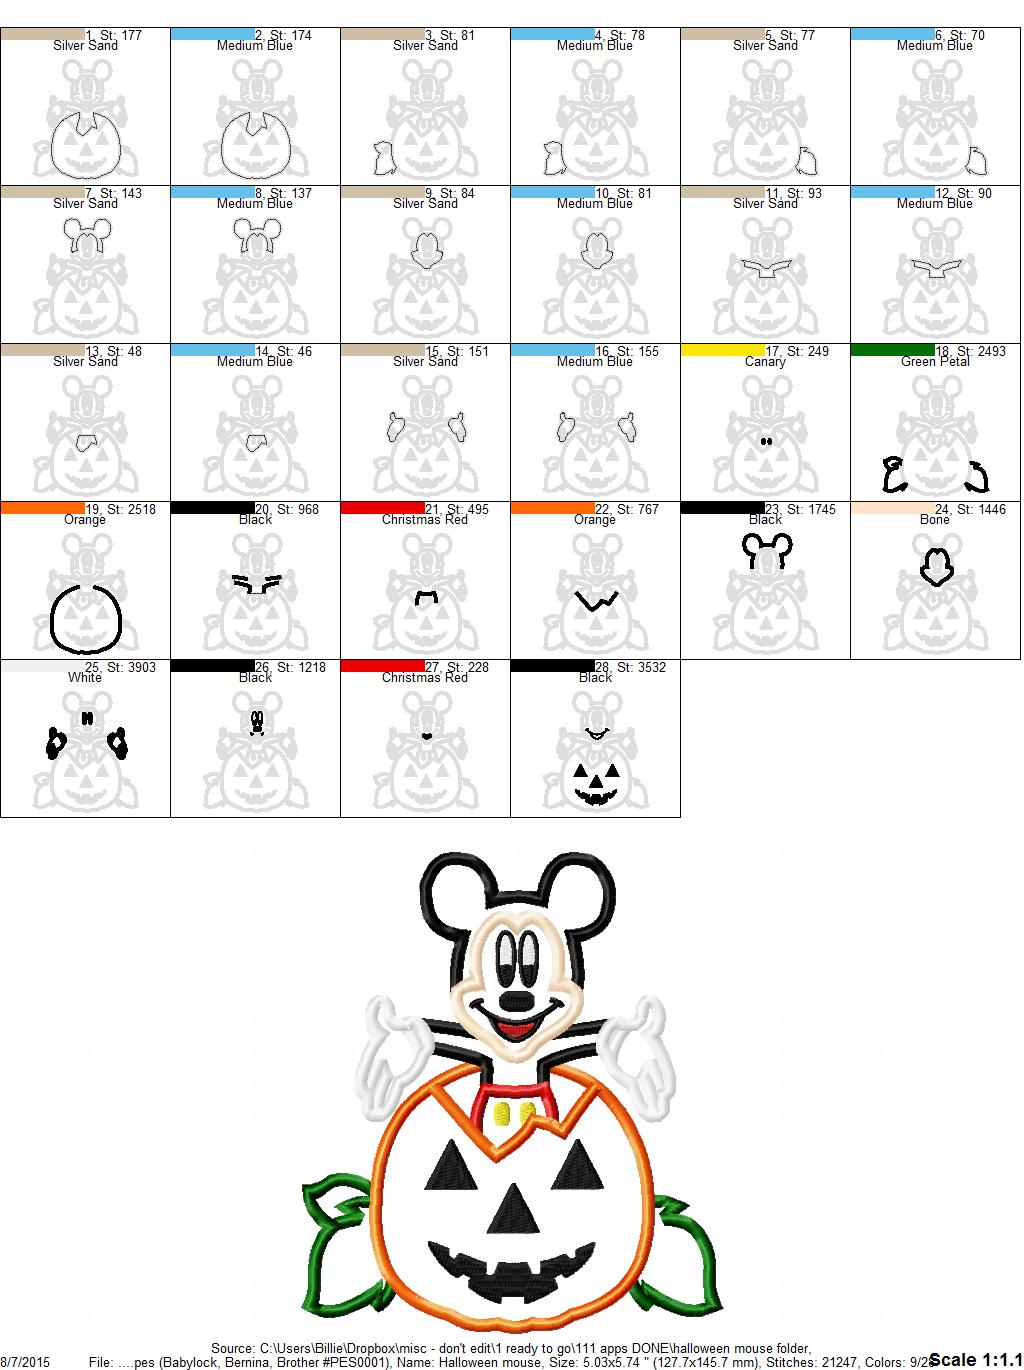 1, St: 177
Silver Sand
2, St: 174
Medium Blue
3, St: 81
Silver Sand
4, St: 78
Medium Blue
5, St: 77
Silver Sand
6, St: 70
Medium Blue
7, St: 143
Silver Sand
8, St: 137
Medium Blue
9, St: 84
Silver Sand
10, St: 81
Medium Blue
11, St: 93
Silver Sand
12, St: 90
Medium Blue
13, St: 48
Silver Sand
14, St: 46
Medium Blue
15, St: 151
Silver Sand
16, St: 155
Medium Blue
17, St: 249
Canary
18, St: 2493
Green Petal
19, St: 2518
Orange
20, St: 968
Black
21, St: 495
Christmas Red
22, St: 767
Orange
23, St: 1745
Black
24, St: 1446
Bone
25, St: 3903
White
26, St: 1218
Black
27, St: 228
Christmas Red
28, St: 3532
Black
Source: C:\Users\Billie\Dropbox\misc - don't edit\1 ready to go\111 apps DONE\halloween mouse folder,
8/7/2015 File: ....pes (Babylock, Bernina, Brother #PES0001), Name: Halloween mouse, Size: 5.03x5.74 " (127.7x145.7 mm), Stitches: 21247, Colors: 9/28 Scale 1:1.1